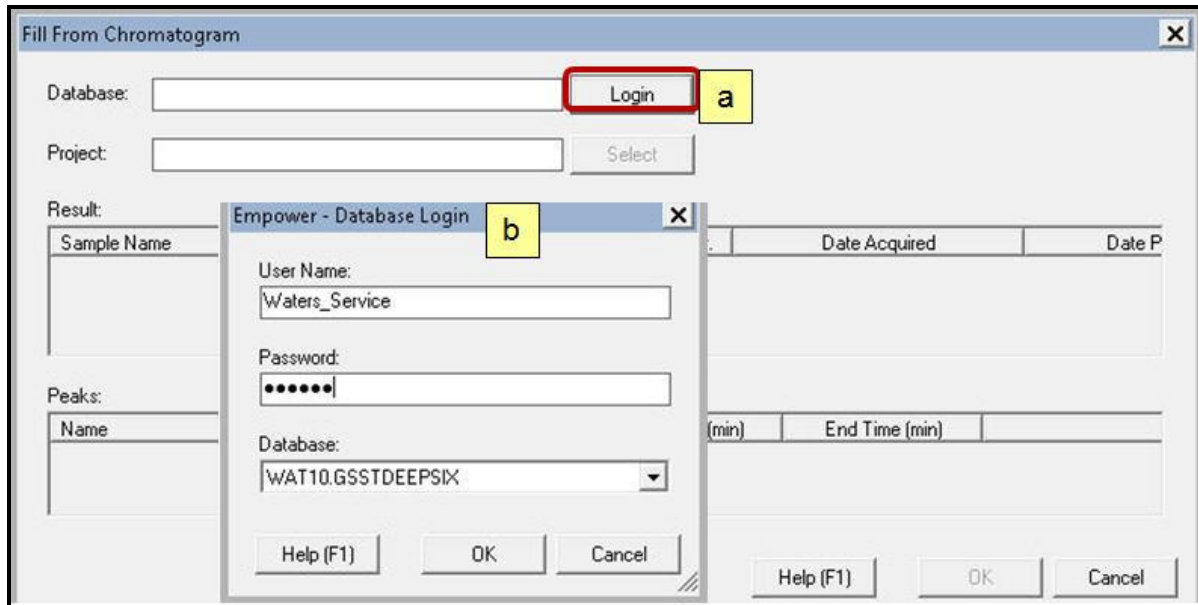 Fill From Chromatogram
Database:
Login
a
Project:
Select
Result:
Sample Name
Date Acquired
Date P
Empower - Database Login
b
User Name:
Waters_Service
Password:
••••••
Database:
WAT10.GSSTDEEPSIX
Help (F1)
OK
Cancel
Peaks:
Name
(min)
End Time (min)
Help (F1)
OK
Cancel